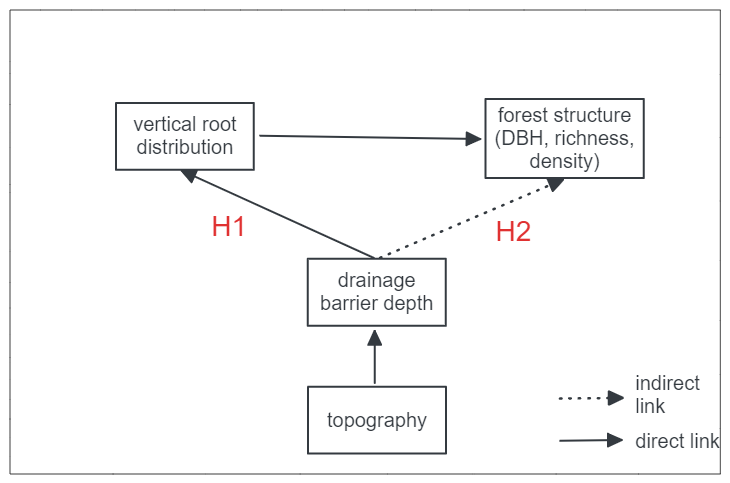 vertical root
distribution
forest structure
(DBH, richness,
density)
H1
H2
drainage
barrier depth
topography
indirect
link
direct link